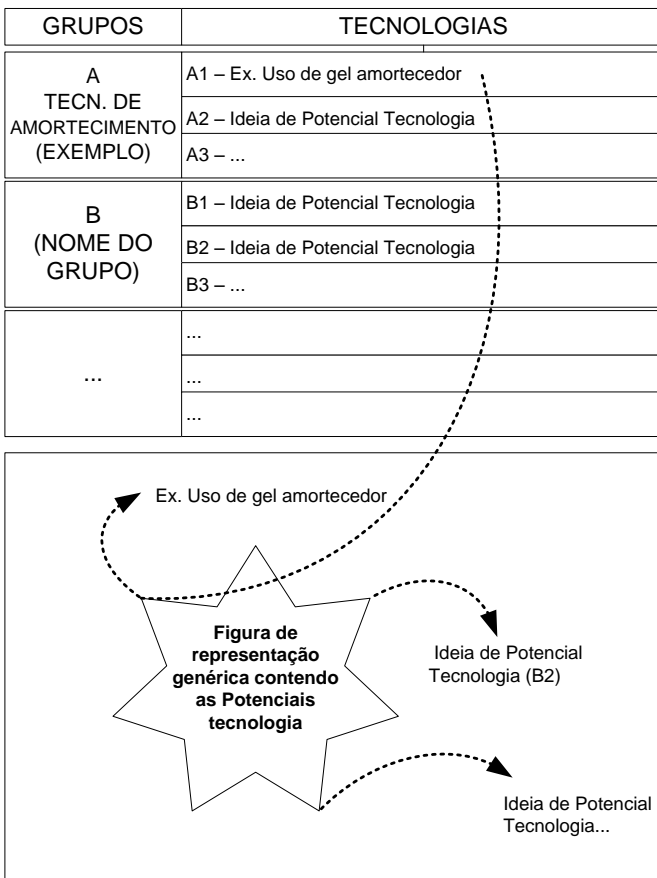 GRUPOS
TECNOLOGIAS
A
TECN. DE
AMORTECIMENTO
(EXEMPLO)
A1 – Ex. Uso de gel amortecedor
A2 – Ideia de Potencial Tecnologia
A3 – ...
B
(NOME DO
GRUPO)
B1 – Ideia de Potencial Tecnologia
B2 – Ideia de Potencial Tecnologia
B3 – ...
...
...
...
...
Ex. Uso de gel amortecedor
Figura de
representação
genérica contendo
as Potenciais
tecnologia
Ideia de Potencial
Tecnologia (B2)
Ideia de Potencial
Tecnologia...